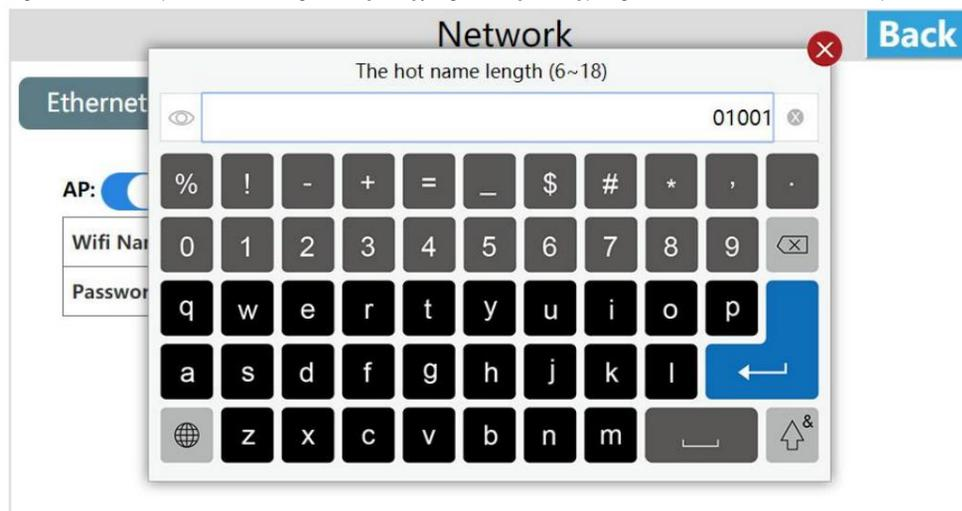 Network
Back
The hot name length (6~18)
Ethernet
01001
AP:
% ! - + = _ $ # * , .
Wifi Nar
0 1 2 3 4 5 6 7 8 9
Passwor
q w e r t y u i o p
a s d f g h j k l
z x c v b n m
&